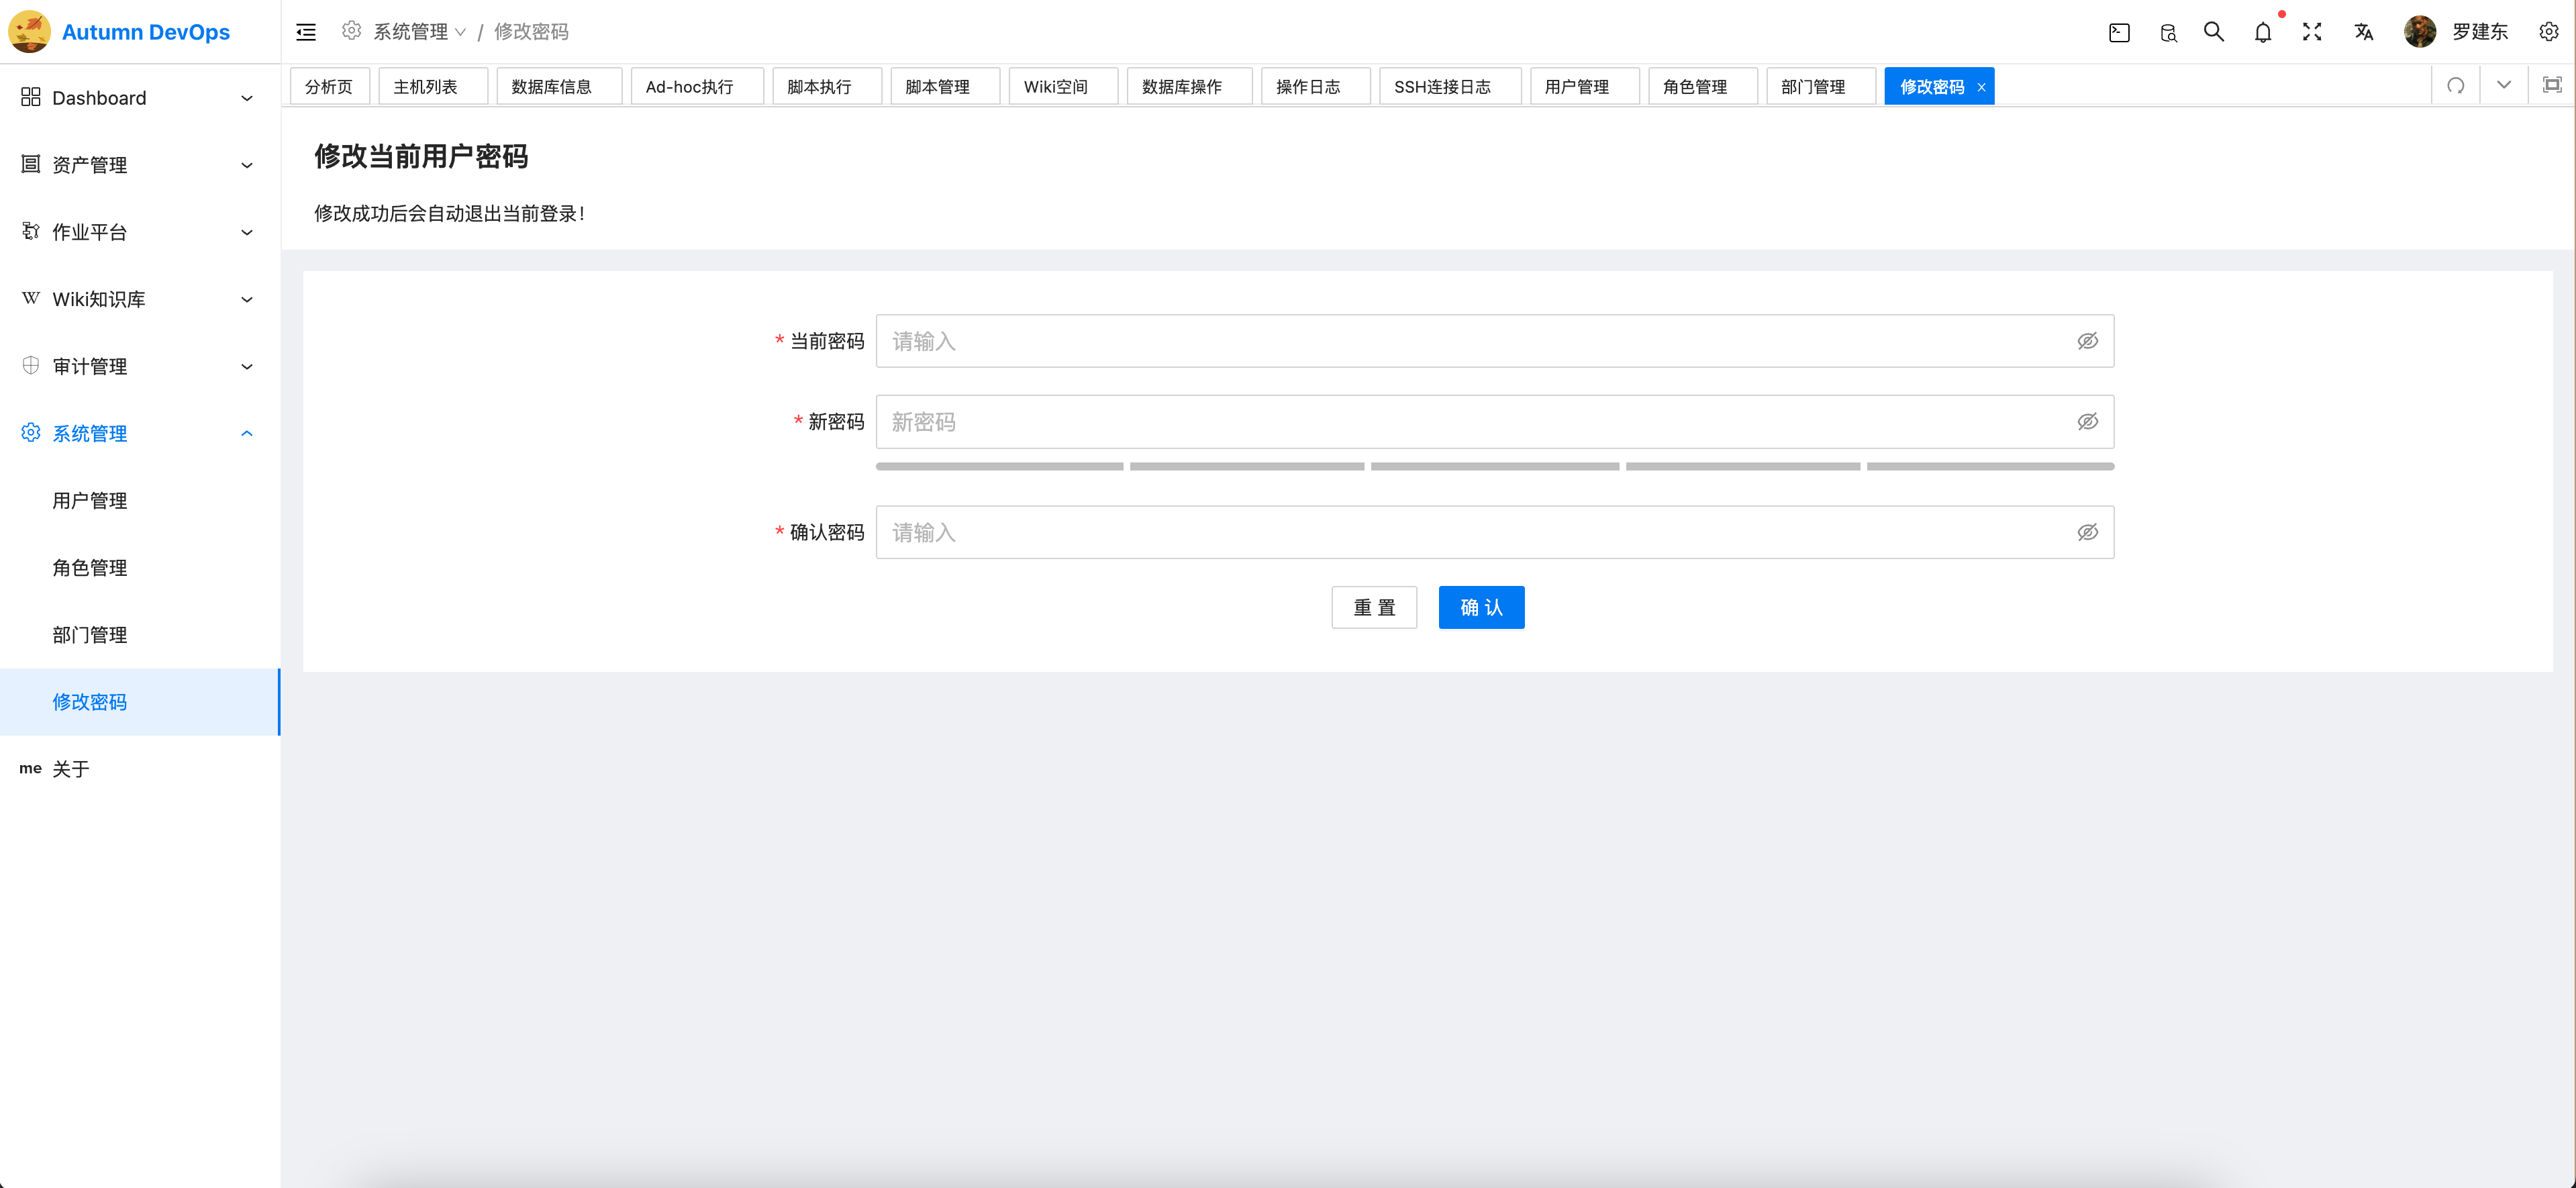 Autumn DevOps
系统管理 / 修改密码
罗建东
分析页 主机列表 数据库信息 Ad-hoc执行 脚本执行 脚本管理 Wiki空间 数据库操作 操作日志 SSH连接日志 用户管理 角色管理 部门管理 修改密码
Dashboard
资产管理
作业平台
Wiki知识库
审计管理
系统管理
用户管理
角色管理
部门管理
修改密码
me 关于
修改当前用户密码
修改成功后会自动退出当前登录!
* 当前密码 请输入
* 新密码 新密码
* 确认密码 请输入
重 置 确 认